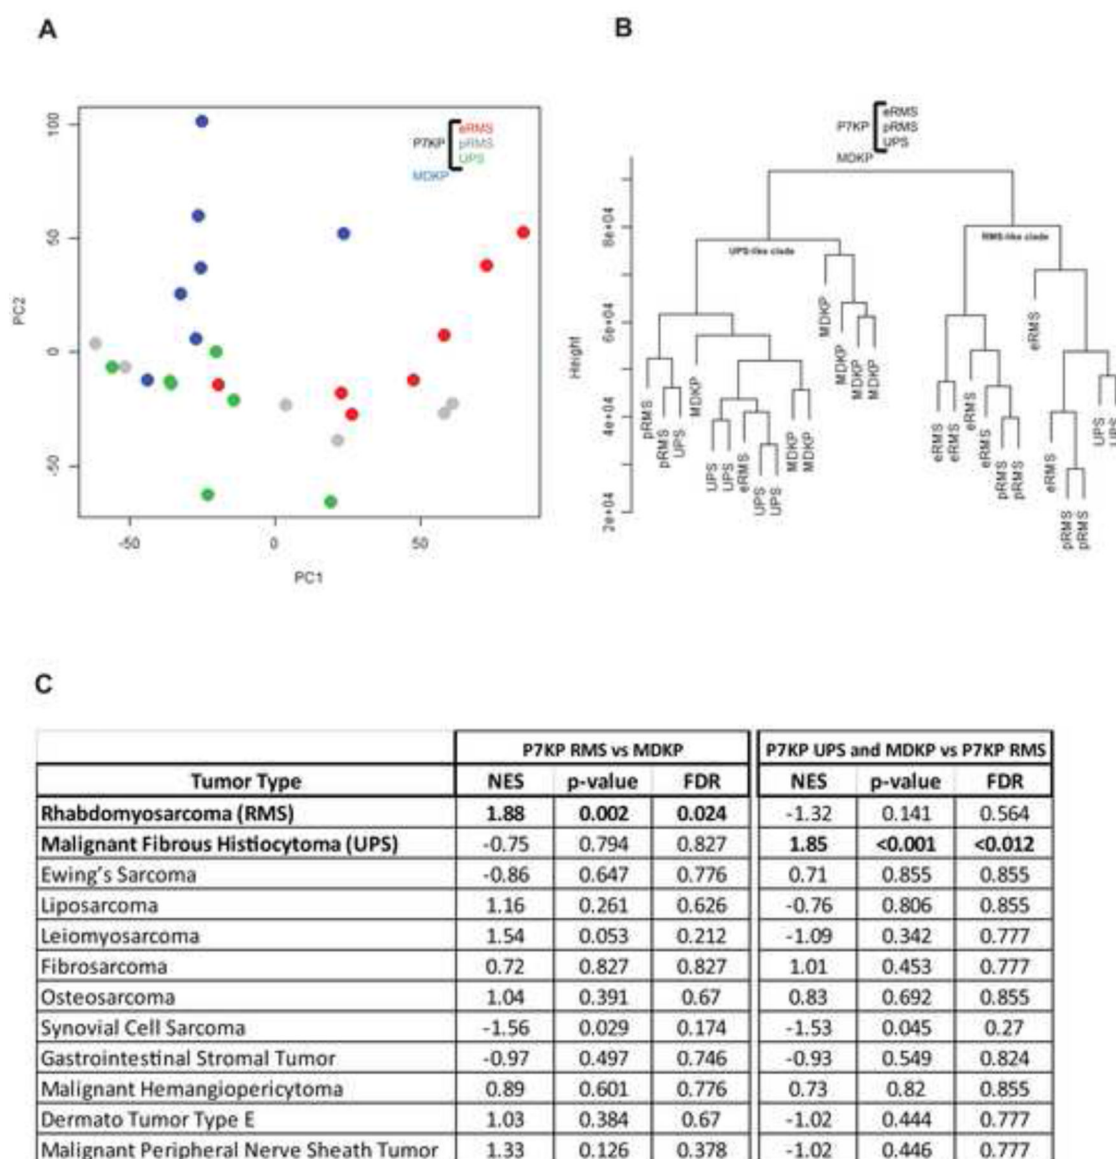 A
B
eRMS
P7KP pRMS
UPS
MDKP
100
50
0
-50
PC2
-50 0 50
PC1
eRMS
P7KP pRMS
UPS
MDKP
Height
8e+04
6e+04
4e+04
2e+04
UPS-like clade
RMS-like clade
pRMS
pRMS
UPS
MDKP
UPS
UPS
eRMS
UPS
UPS
MDKP
MDKP
MDKP
MDKP
MDKP
MDKP
eRMS
eRMS
eRMS
eRMS
pRMS
pRMS
eRMS
eRMS
pRMS
pRMS
UPS
UPS
C
P7KP RMS vs MDKP P7KP UPS and MDKP vs P7KP RMS
Tumor Type NES p-value FDR NES p-value FDR
Rhabdomyosarcoma (RMS) 1.88 0.002 0.024 -1.32 0.141 0.564
Malignant Fibrous Histiocytoma (UPS) -0.75 0.794 0.827 1.85 <0.001 <0.012
Ewing's Sarcoma -0.86 0.647 0.776 0.71 0.855 0.855
Liposarcoma 1.16 0.261 0.626 -0.76 0.806 0.855
Leiomyosarcoma 1.54 0.053 0.212 -1.09 0.342 0.777
Fibrosarcoma 0.72 0.827 0.827 1.01 0.453 0.777
Osteosarcoma 1.04 0.391 0.67 0.83 0.692 0.855
Synovial Cell Sarcoma -1.56 0.029 0.174 -1.53 0.045 0.27
Gastrointestinal Stromal Tumor -0.97 0.497 0.746 -0.93 0.549 0.824
Malignant Hemangiopericytoma 0.89 0.601 0.776 0.73 0.82 0.855
Dermato Tumor Type E 1.03 0.384 0.67 -1.02 0.444 0.777
Malignant Peripheral Nerve Sheath Tumor 1.33 0.126 0.378 -1.02 0.446 0.777